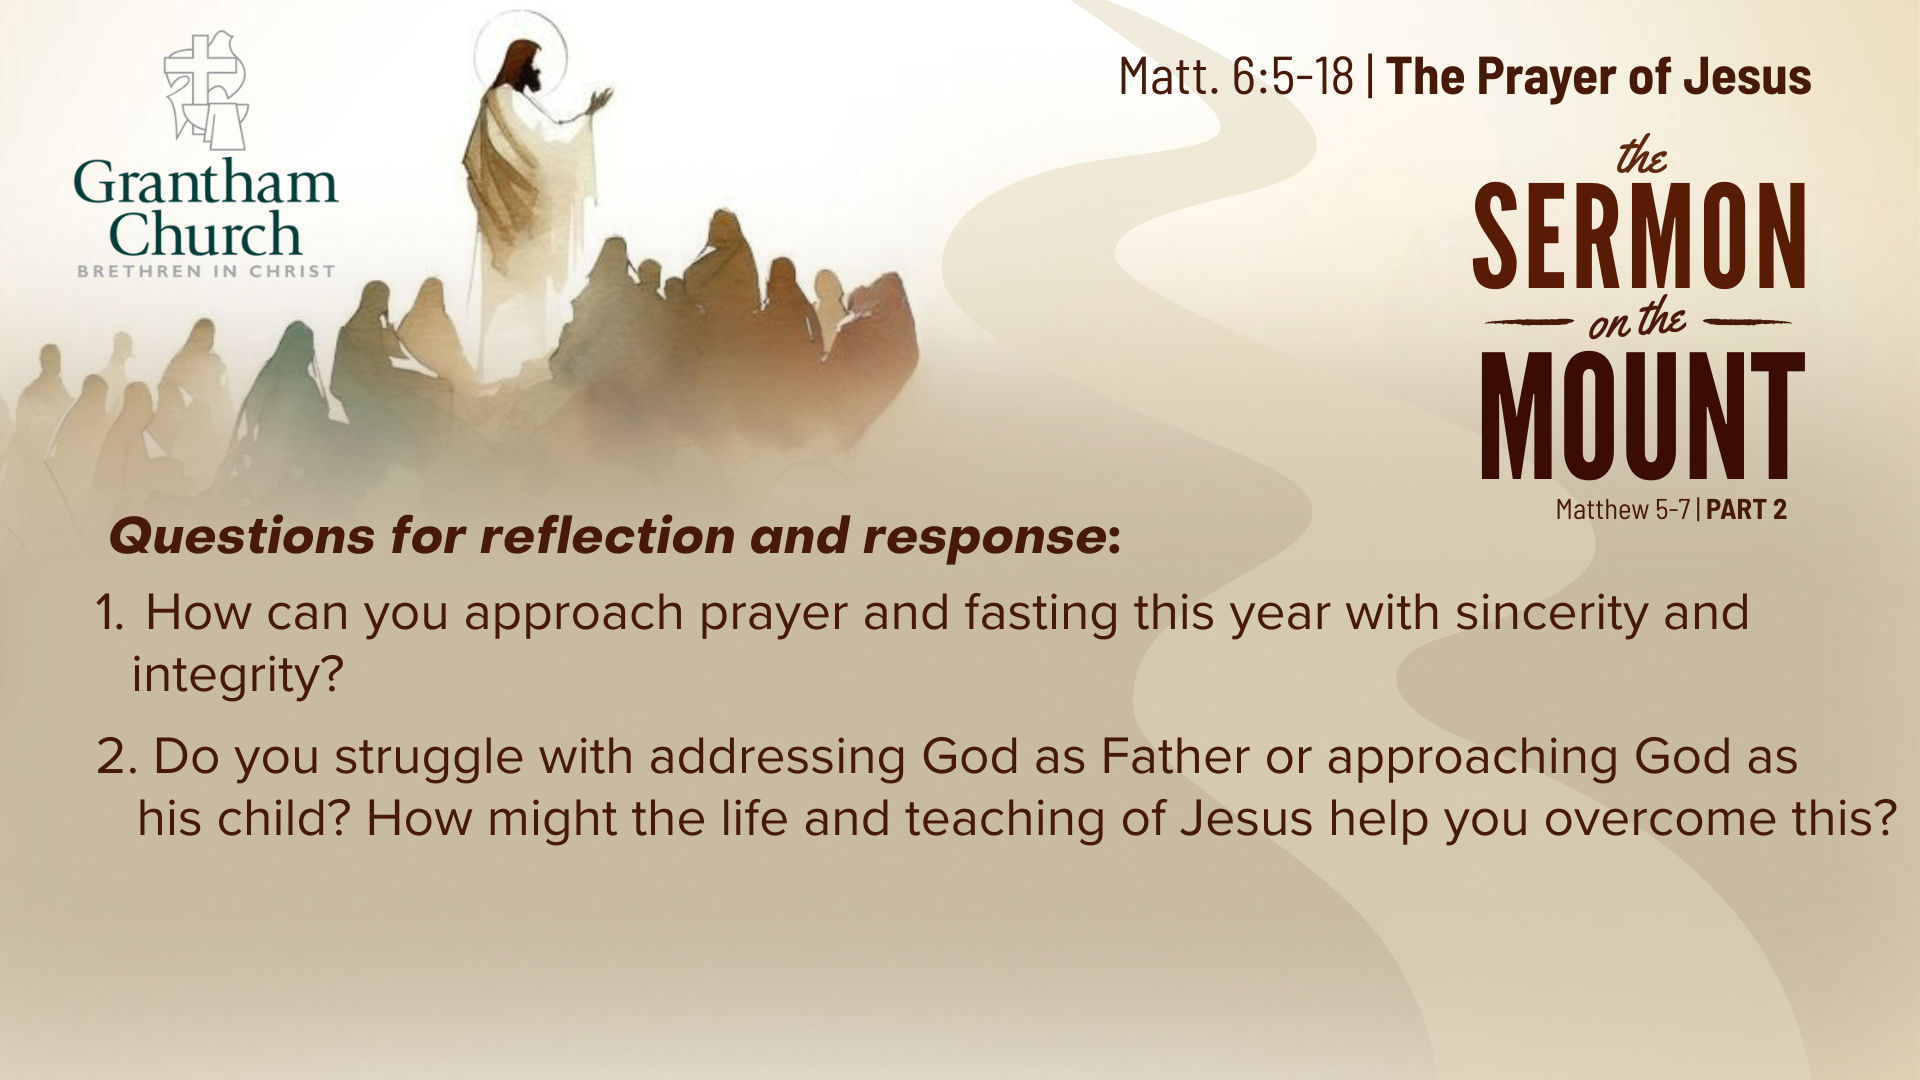 Grantham
Church
BRETHREN IN CHRIST
Matt. 6:5-18 | The Prayer of Jesus
the
SERMON
on the
MOUNT
Matthew 5-7 | PART 2
Questions for reflection and response:
1. How can you approach prayer and fasting this year with sincerity and
integrity?
2. Do you struggle with addressing God as Father or approaching God as
his child? How might the life and teaching of Jesus help you overcome this?